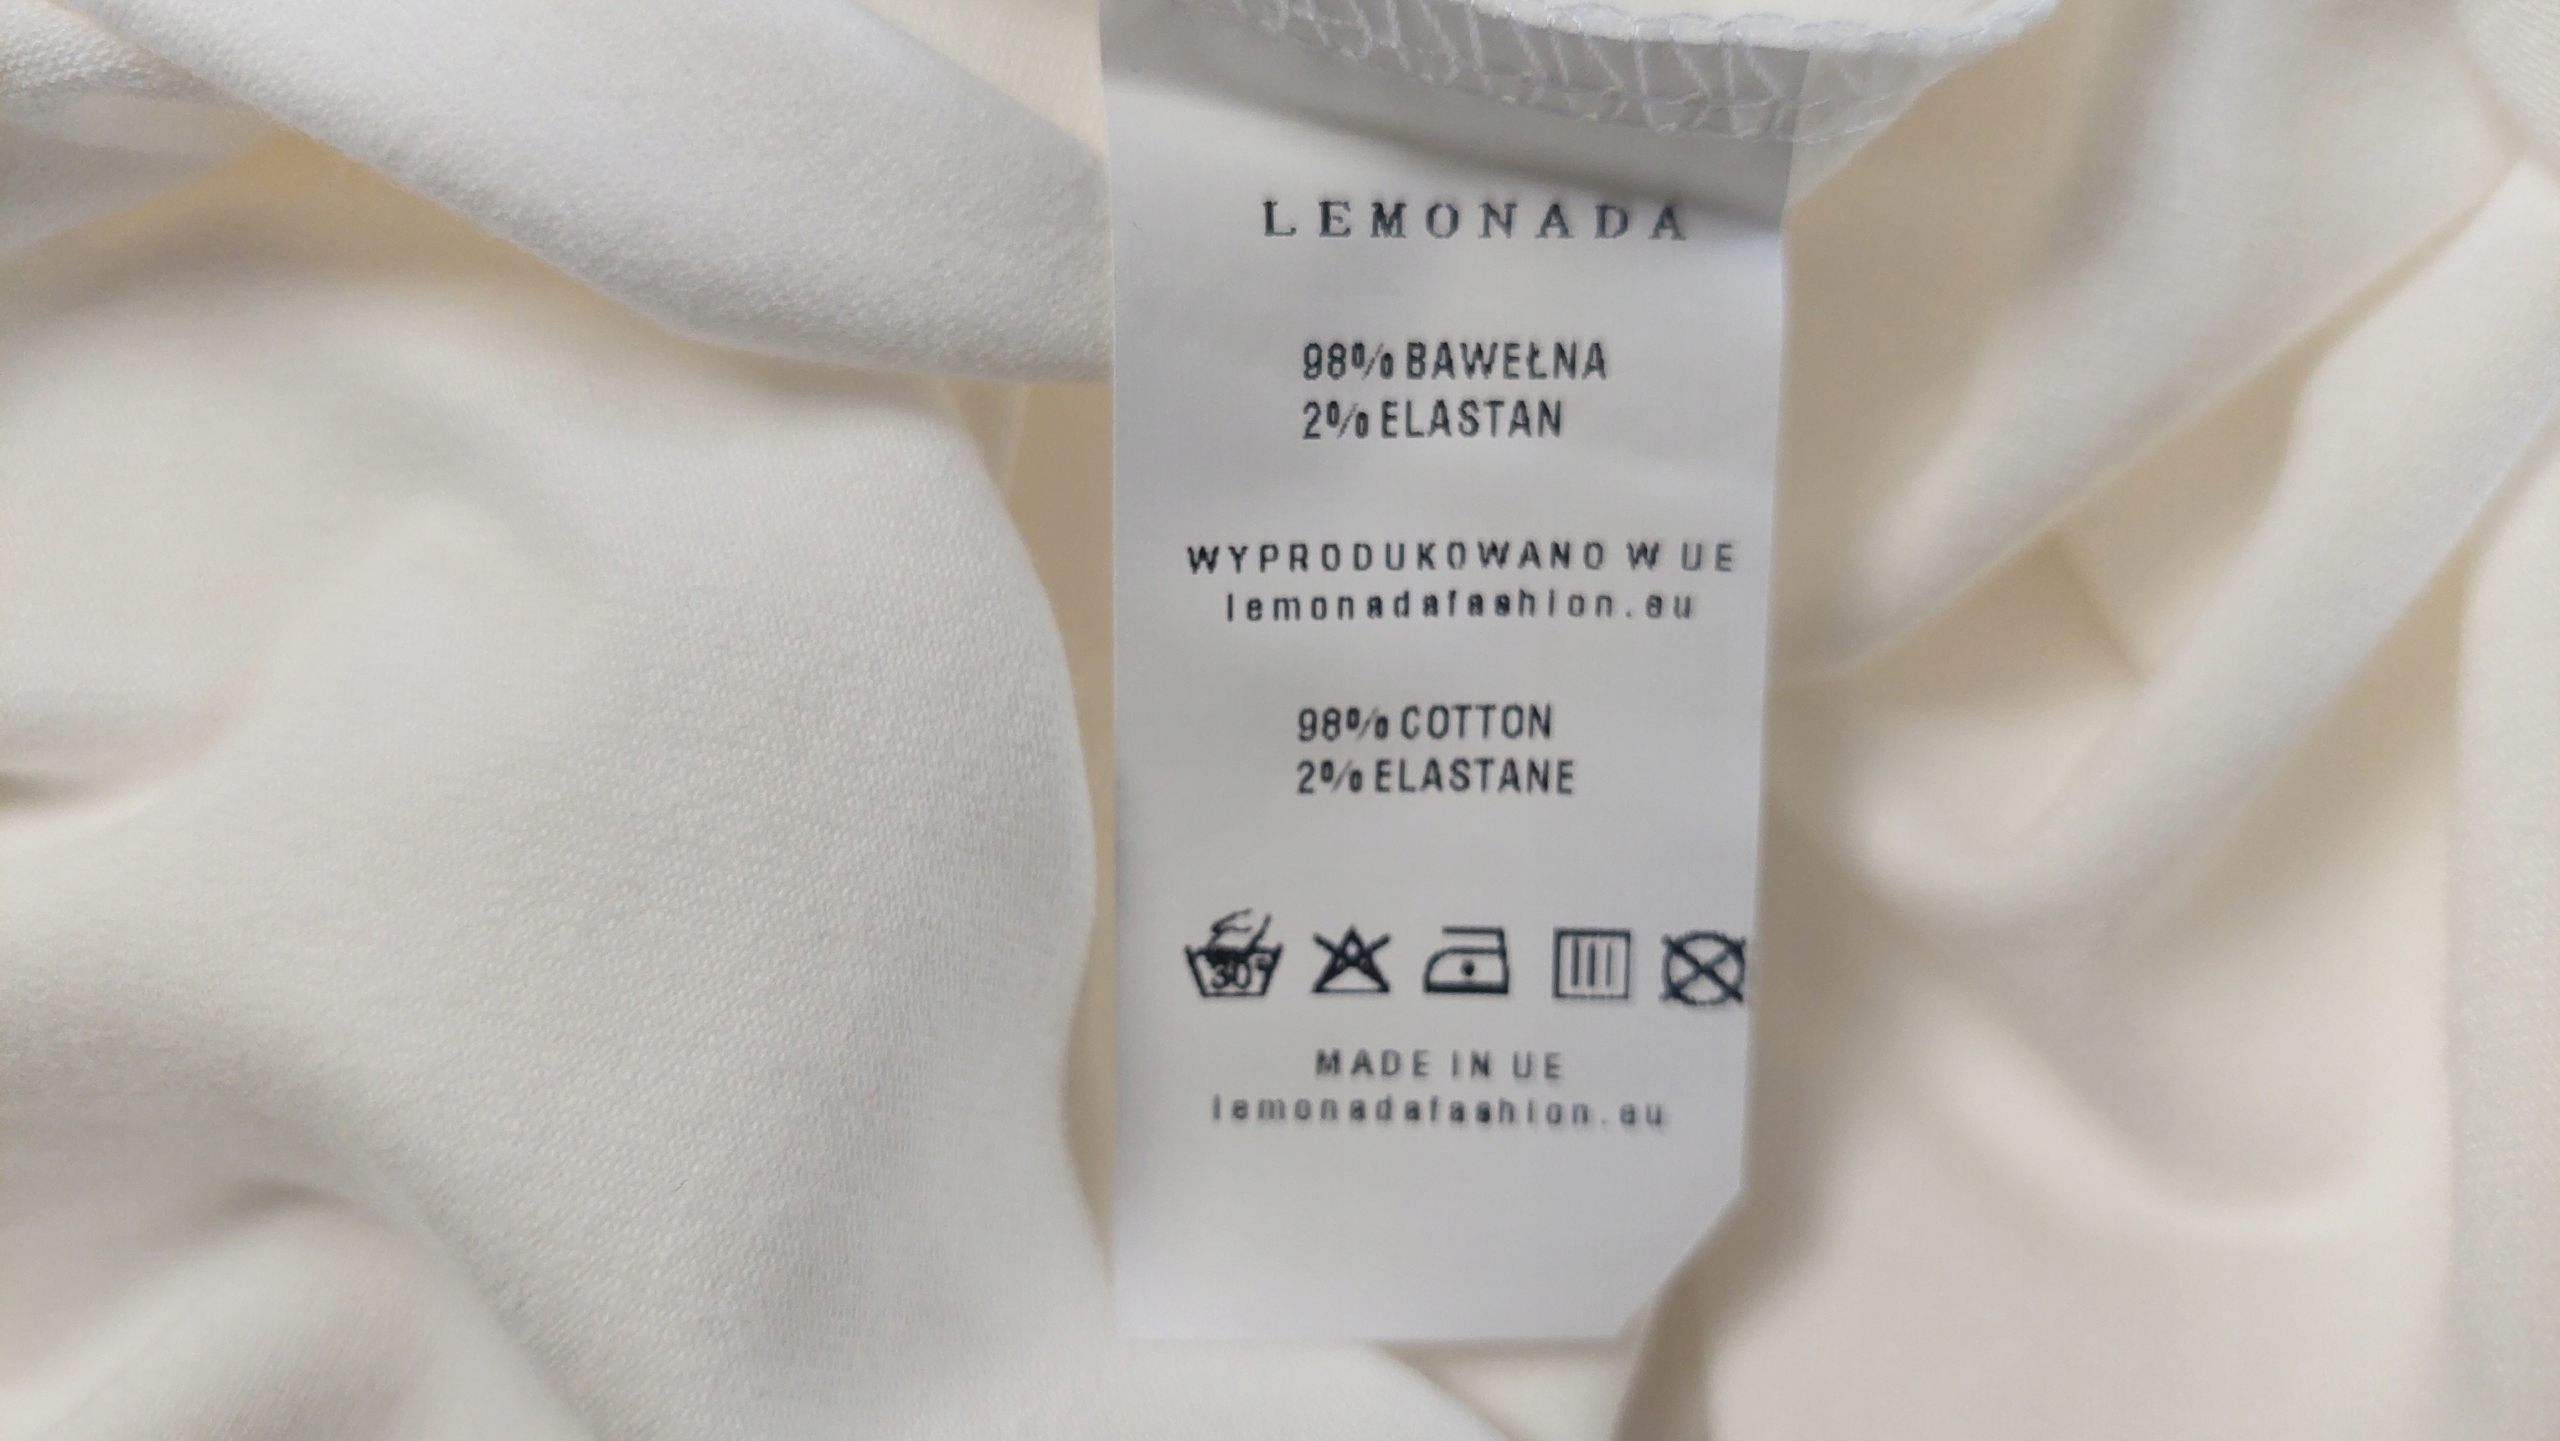 LEMONADA
98% BAWEŁNA
2% ELASTAN
WYPRODUKOWANO W UE
lemonadafashion.eu
98% COTTON
2% ELASTANE
30°
MADE IN UE
lemonadafashion.eu